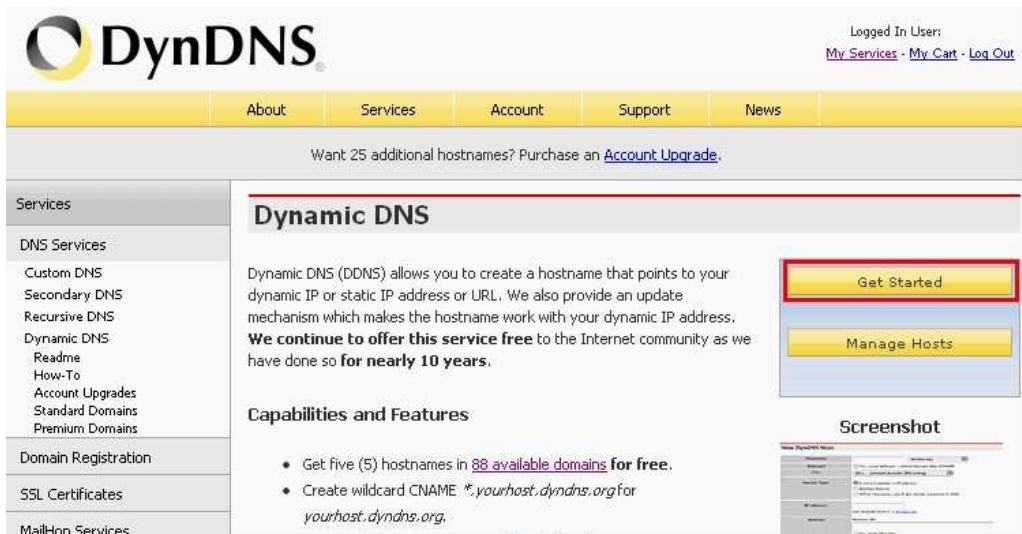 DynDNS®
Logged In User:
My Services - My Cart - Log Out
About Services Account Support News
Want 25 additional hostnames? Purchase an Account Upgrade.
Services
DNS Services
Custom DNS
Secondary DNS
Recursive DNS
Dynamic DNS
Readme
How-To
Account Upgrades
Standard Domains
Premium Domains
Domain Registration
SSL Certificates
MailHop Services
Dynamic DNS
Dynamic DNS (DDNS) allows you to create a hostname that points to your
dynamic IP or static IP address or URL. We also provide an update
mechanism which makes the hostname work with your dynamic IP address.
We continue to offer this service free to the Internet community as we
have done so for nearly 10 years.
Capabilities and Features
• Get five (5) hostnames in 88 available domains for free.
• Create wildcard CNAME *.yourhost.dyndns.org for
yourhost.dyndns.org.
Get Started
Manage Hosts
Screenshot